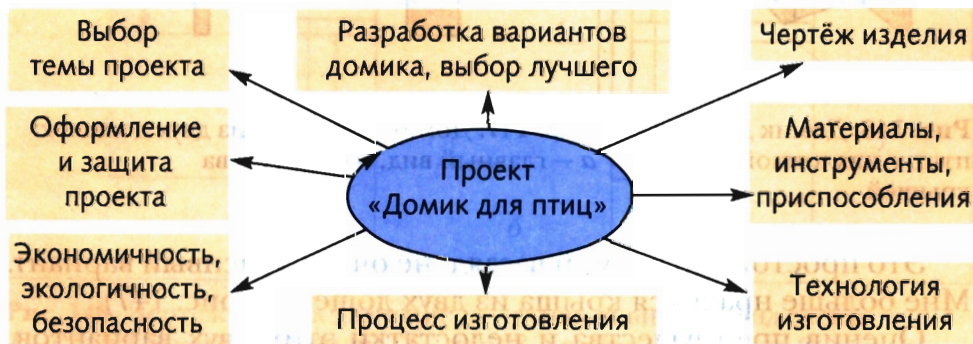 Выбор
темы проекта
Разработка вариантов
домика, выбор лучшего
Чертёж изделия
Оформление
и защита
проекта
Проект
«Домик для птиц»
Материалы,
инструменты,
приспособления
Экономичность,
экологичность,
безопасность
Процесс изготовления
Технология
изготовления